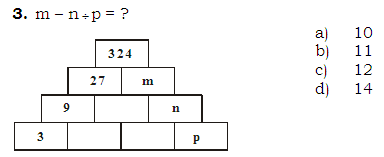 3. m – n÷p = ?
a) 10
b) 11
c) 12
d) 14
324
27 m
9 n
3 p